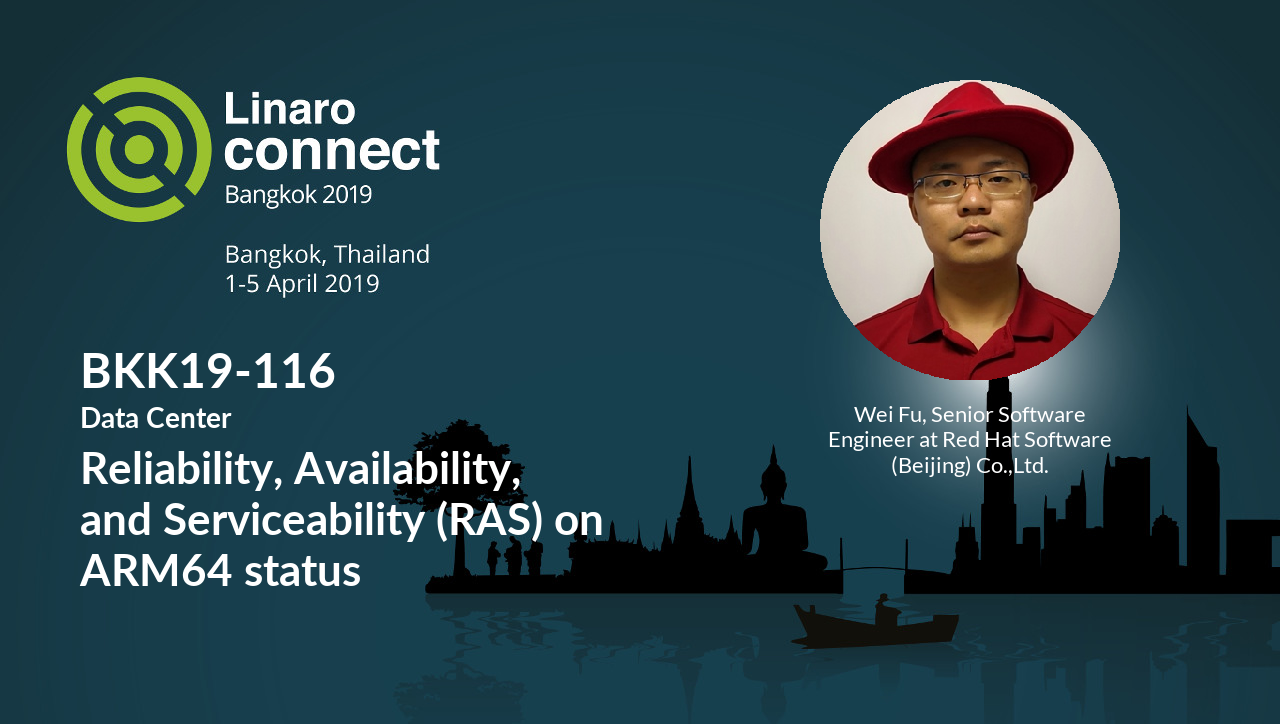 Linaro
connect
Bangkok 2019
Bangkok, Thailand
1-5 April 2019
BKK19-116
Data Center
Reliability, Availability,
and Serviceability (RAS) on
ARM64 status
Wei Fu, Senior Software
Engineer at Red Hat Software
(Beijing) Co.,Ltd.